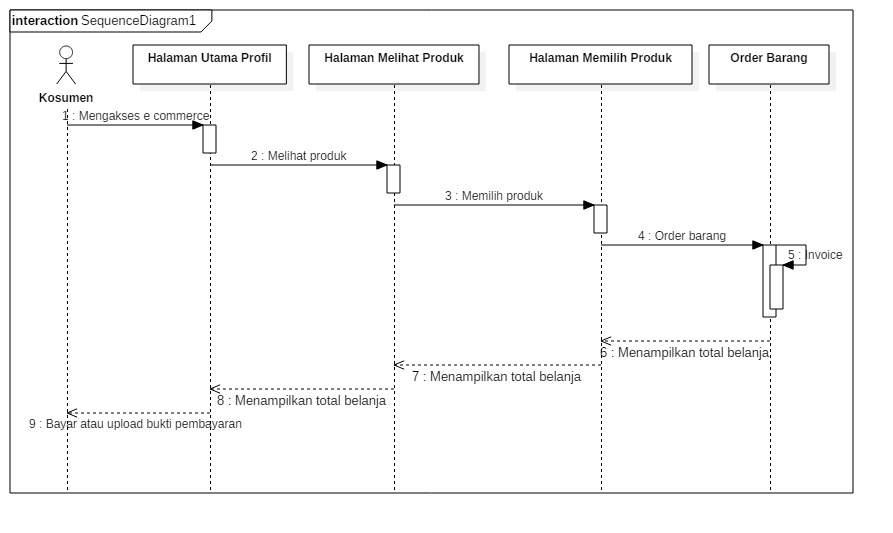 interaction SequenceDiagram1
Halaman Utama Profil
Halaman Melihat Produk
Halaman Memilih Produk
Order Barang
Kosumen
1 : Mengakses e commerce
2 : Melihat produk
3 : Memilih produk
4 : Order barang
5 : Invoice
6 : Menampilkan total belanja
7 : Menampilkan total belanja
8 : Menampilkan total belanja
9 : Bayar atau upload bukti pembayaran